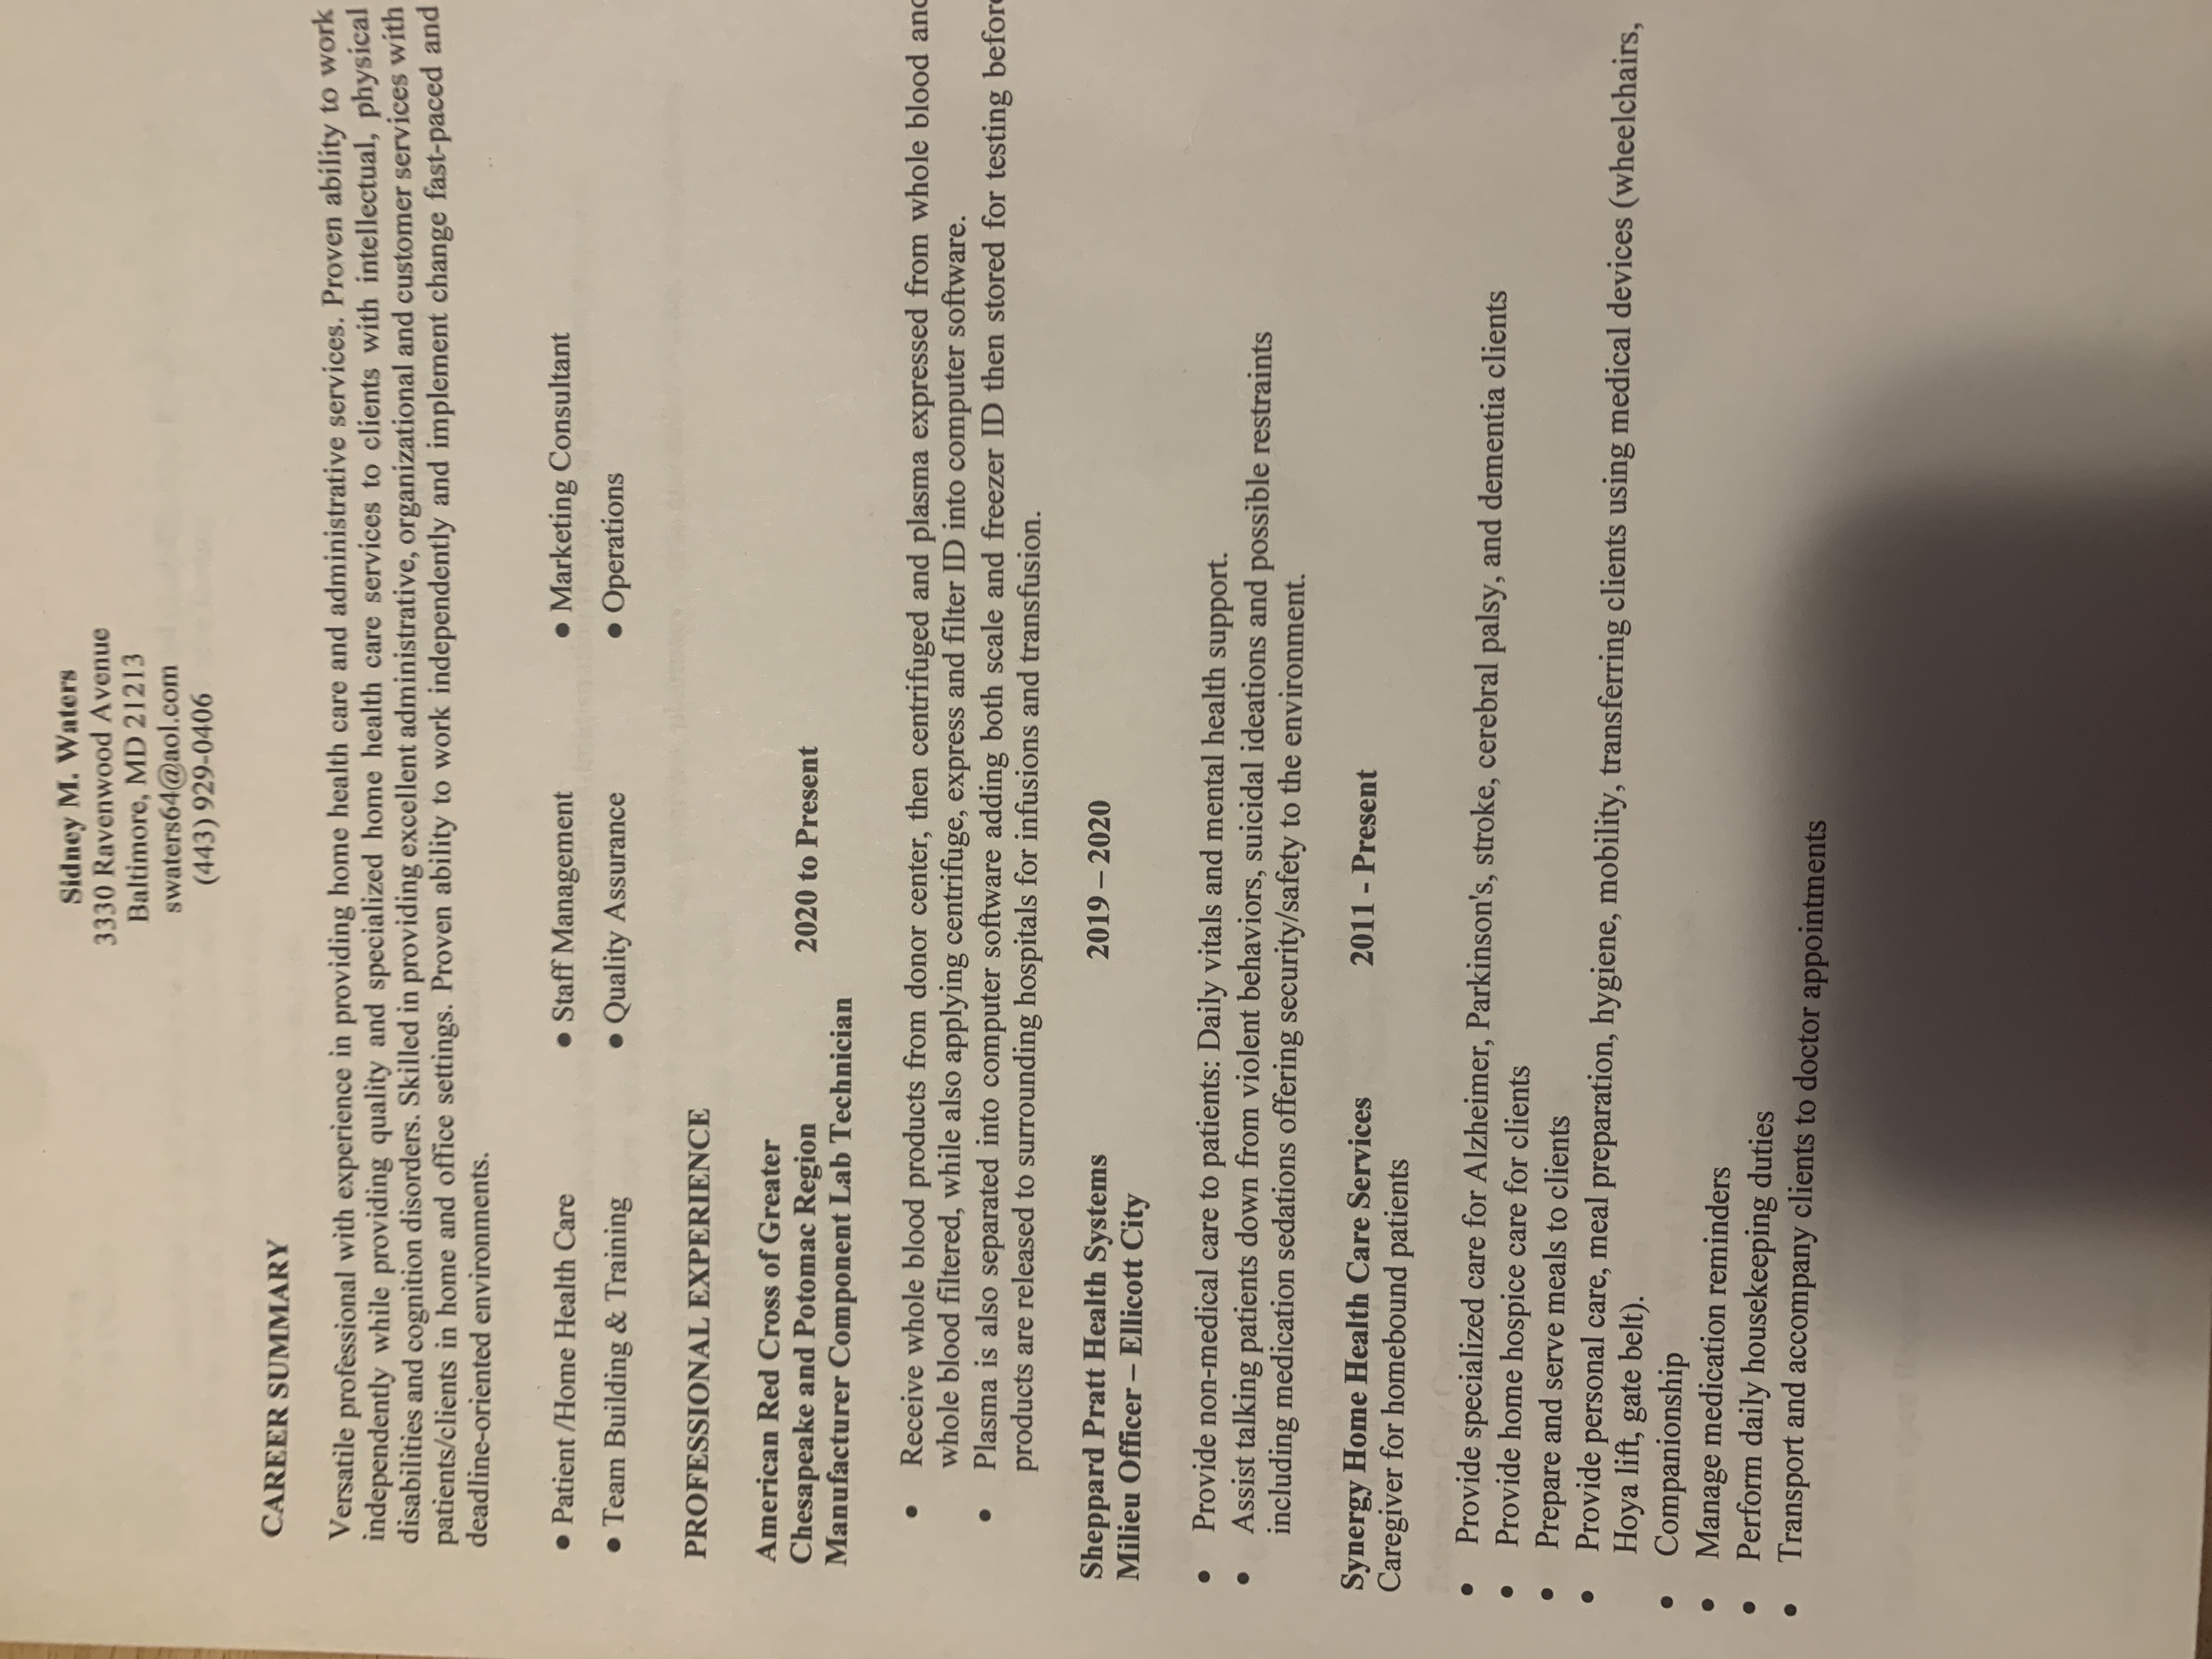 Sidney M. Waters
3330 Ravenwood Avenue
Baltimore, MD 21213
swaters64@aol.com
(443) 929-0406
CAREER SUMMARY
Versatile professional with experience in providing home health care and administrative services. Proven ability to work
independently while providing quality and specialized home health care services to clients with intellectual, physical
disabilities and cognition disorders. Skilled in providing excellent administrative, organizational and customer services with
patients/clients in home and office settings. Proven ability to work independently and implement change fast-paced and
deadline-oriented environments.
• Patient /Home Health Care • Staff Management • Marketing Consultant
• Team Building & Training • Quality Assurance • Operations
PROFESSIONAL EXPERIENCE
American Red Cross of Greater
Chesapeake and Potomac Region 2020 to Present
Manufacturer Component Lab Technician
• Receive whole blood products from donor center, then centrifuged and plasma expressed from whole blood and
whole blood filtered, while also applying centrifuge, express and filter ID into computer software.
• Plasma is also separated into computer software adding both scale and freezer ID then stored for testing before
products are released to surrounding hospitals for infusions and transfusion.
Sheppard Pratt Health Systems 2019 – 2020
Milieu Officer – Ellicott City
• Provide non-medical care to patients: Daily vitals and mental health support.
• Assist talking patients down from violent behaviors, suicidal ideations and possible restraints
including medication sedations offering security/safety to the environment.
Synergy Home Health Care Services 2011 - Present
Caregiver for homebound patients
• Provide specialized care for Alzheimer, Parkinson's, stroke, cerebral palsy, and dementia clients
• Provide home hospice care for clients
• Prepare and serve meals to clients
• Provide personal care, meal preparation, hygiene, mobility, transferring clients using medical devices (wheelchairs,
Hoya lift, gate belt).
• Companionship
• Manage medication reminders
• Perform daily housekeeping duties
• Transport and accompany clients to doctor appointments